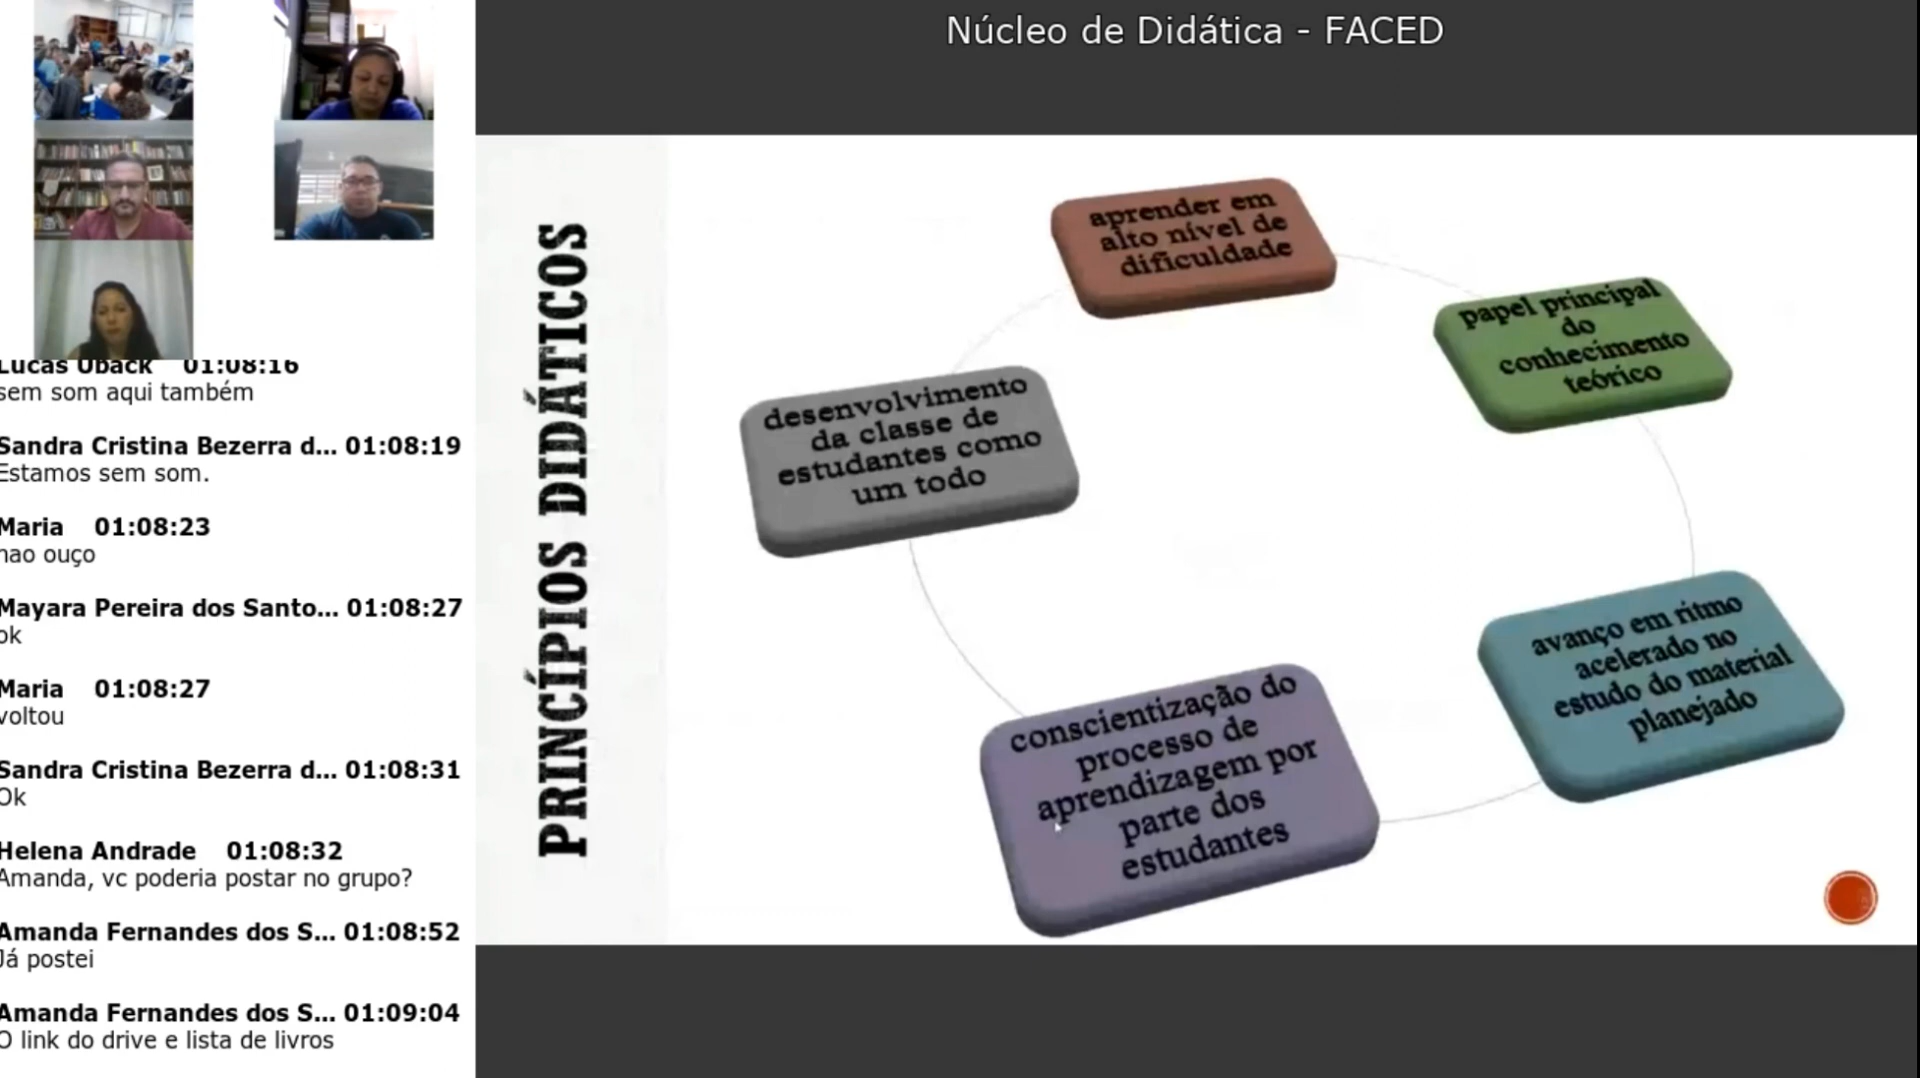 Núcleo de Didática - FACED
Lucas Uback 01:08:16
sem som aqui também
Sandra Cristina Bezerra d... 01:08:19
Estamos sem som.
Maria 01:08:23
nao ouço
Mayara Pereira dos Santo... 01:08:27
ok
Maria 01:08:27
voltou
Sandra Cristina Bezerra d... 01:08:31
Ok
Helena Andrade 01:08:32
Amanda, vc poderia postar no grupo?
Amanda Fernandes dos S... 01:08:52
Já postei
Amanda Fernandes dos S... 01:09:04
O link do drive e lista de livros
PRINCÍPIOS DIDÁTICOS
aprender em
alto nível de
dificuldade
papel principal
do
conhecimento
teórico
avanço em ritmo
acelerado no
estudo do material
planejado
conscientização do
processo de
aprendizagem por
parte dos
estudantes
desenvolvimento
da classe de
estudantes como
um todo